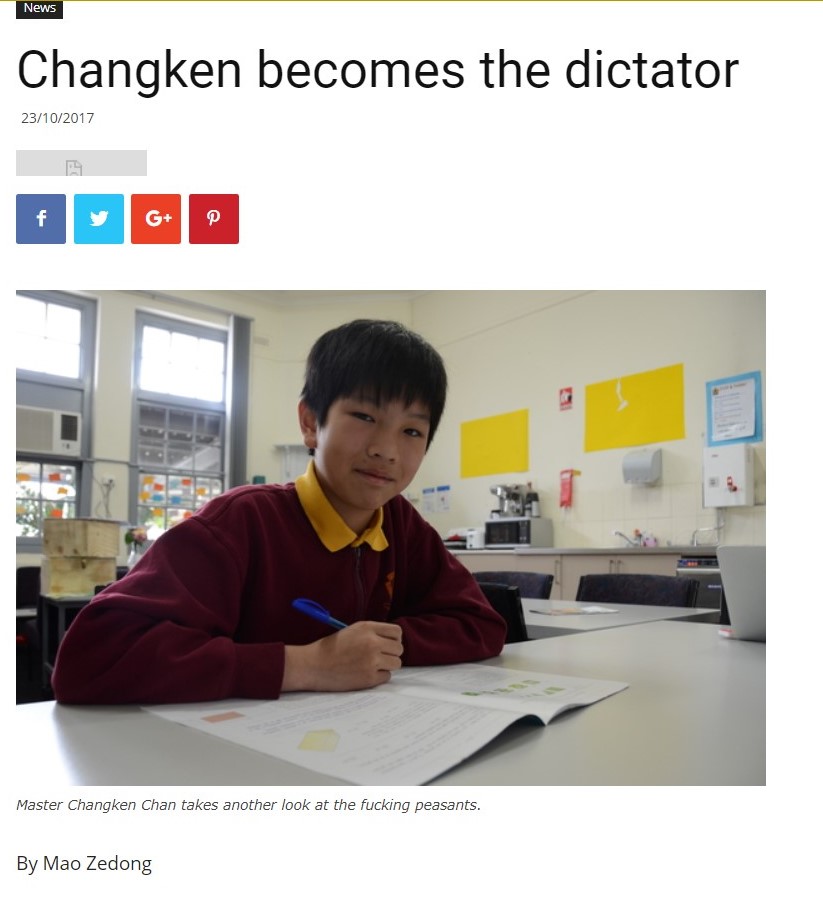 News
Changken becomes the dictator
23/10/2017
f
G+
Master Changken Chan takes another look at the fucking peasants.
By Mao Zedong